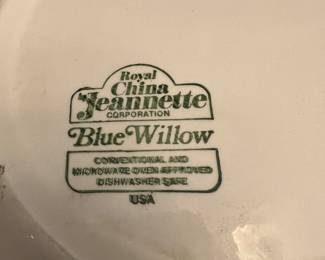 Royal
China
Jeannette
CORPORATION
Blue Willow
CONVENTIONAL AND
MICROWAVE OVEN APPROVED
DISHWASHER SAFE
USA